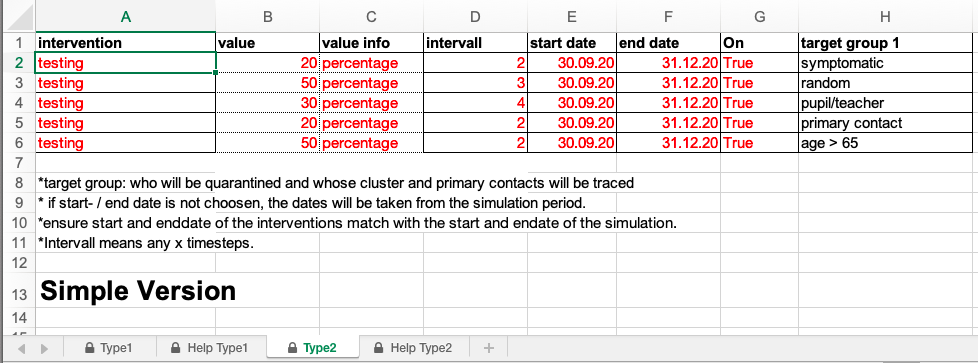 A B C D E F G H
1 intervention value value info intervall start date end date On target group 1
2 testing 20 percentage 2 30.09.20 31.12.20 True symptomatic
3 testing 50 percentage 3 30.09.20 31.12.20 True random
4 testing 30 percentage 4 30.09.20 31.12.20 True pupil/teacher
5 testing 20 percentage 2 30.09.20 31.12.20 True primary contact
6 testing 50 percentage 2 30.09.20 31.12.20 True age > 65
7
8 *target group: who will be quarantined and whose cluster and primary contacts will be traced
9 * if start- / end date is not choosen, the dates will be taken from the simulation period.
10 *ensure start and enddate of the interventions match with the start and endate of the simulation.
11 *Intervall means any x timesteps.
12
13 Simple Version
14
Type1 Help Type1 Type2 Help Type2 +